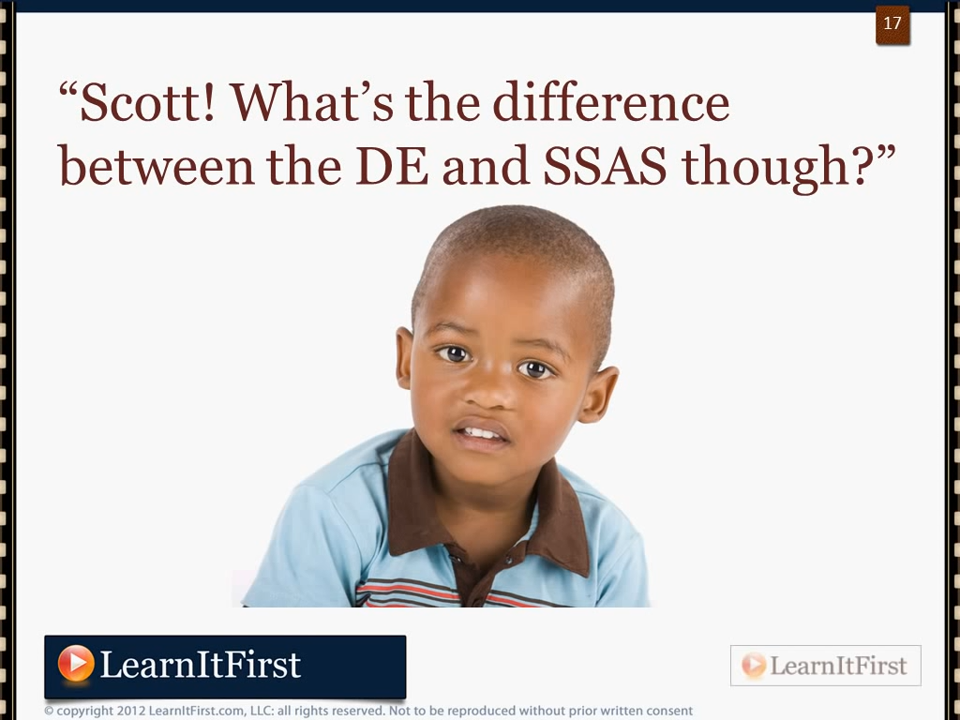 17
“Scott! What’s the difference
between the DE and SSAS though?”
LearnItFirst
LearnItFirst
© copyright 2012 LearnItFirst.com, LLC: all rights reserved. Not to be reproduced without prior written consent